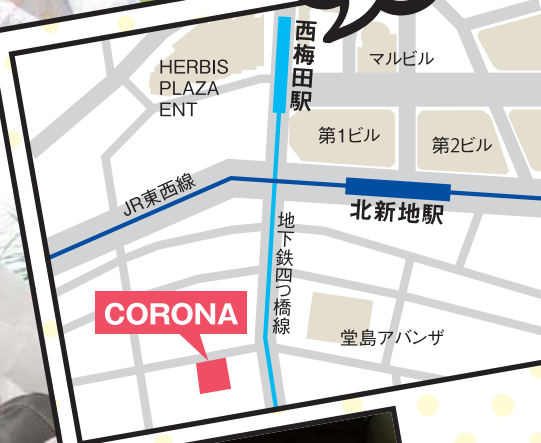 HERBIS
PLAZA
ENT
西梅田駅
マルビル
第1ビル
第2ビル
JR東西線
北新地駅
地下鉄四つ橋線
CORONA
堂島アバンザ